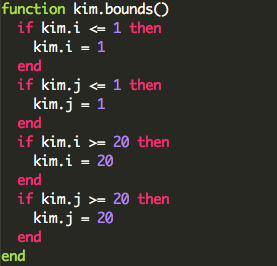 function kim.bounds()
  if kim.i <= 1 then
    kim.i = 1
  end
  if kim.j <= 1 then
    kim.j = 1
  end
  if kim.i >= 20 then
    kim.i = 20
  end
  if kim.j >= 20 then
    kim.j = 20
  end
end